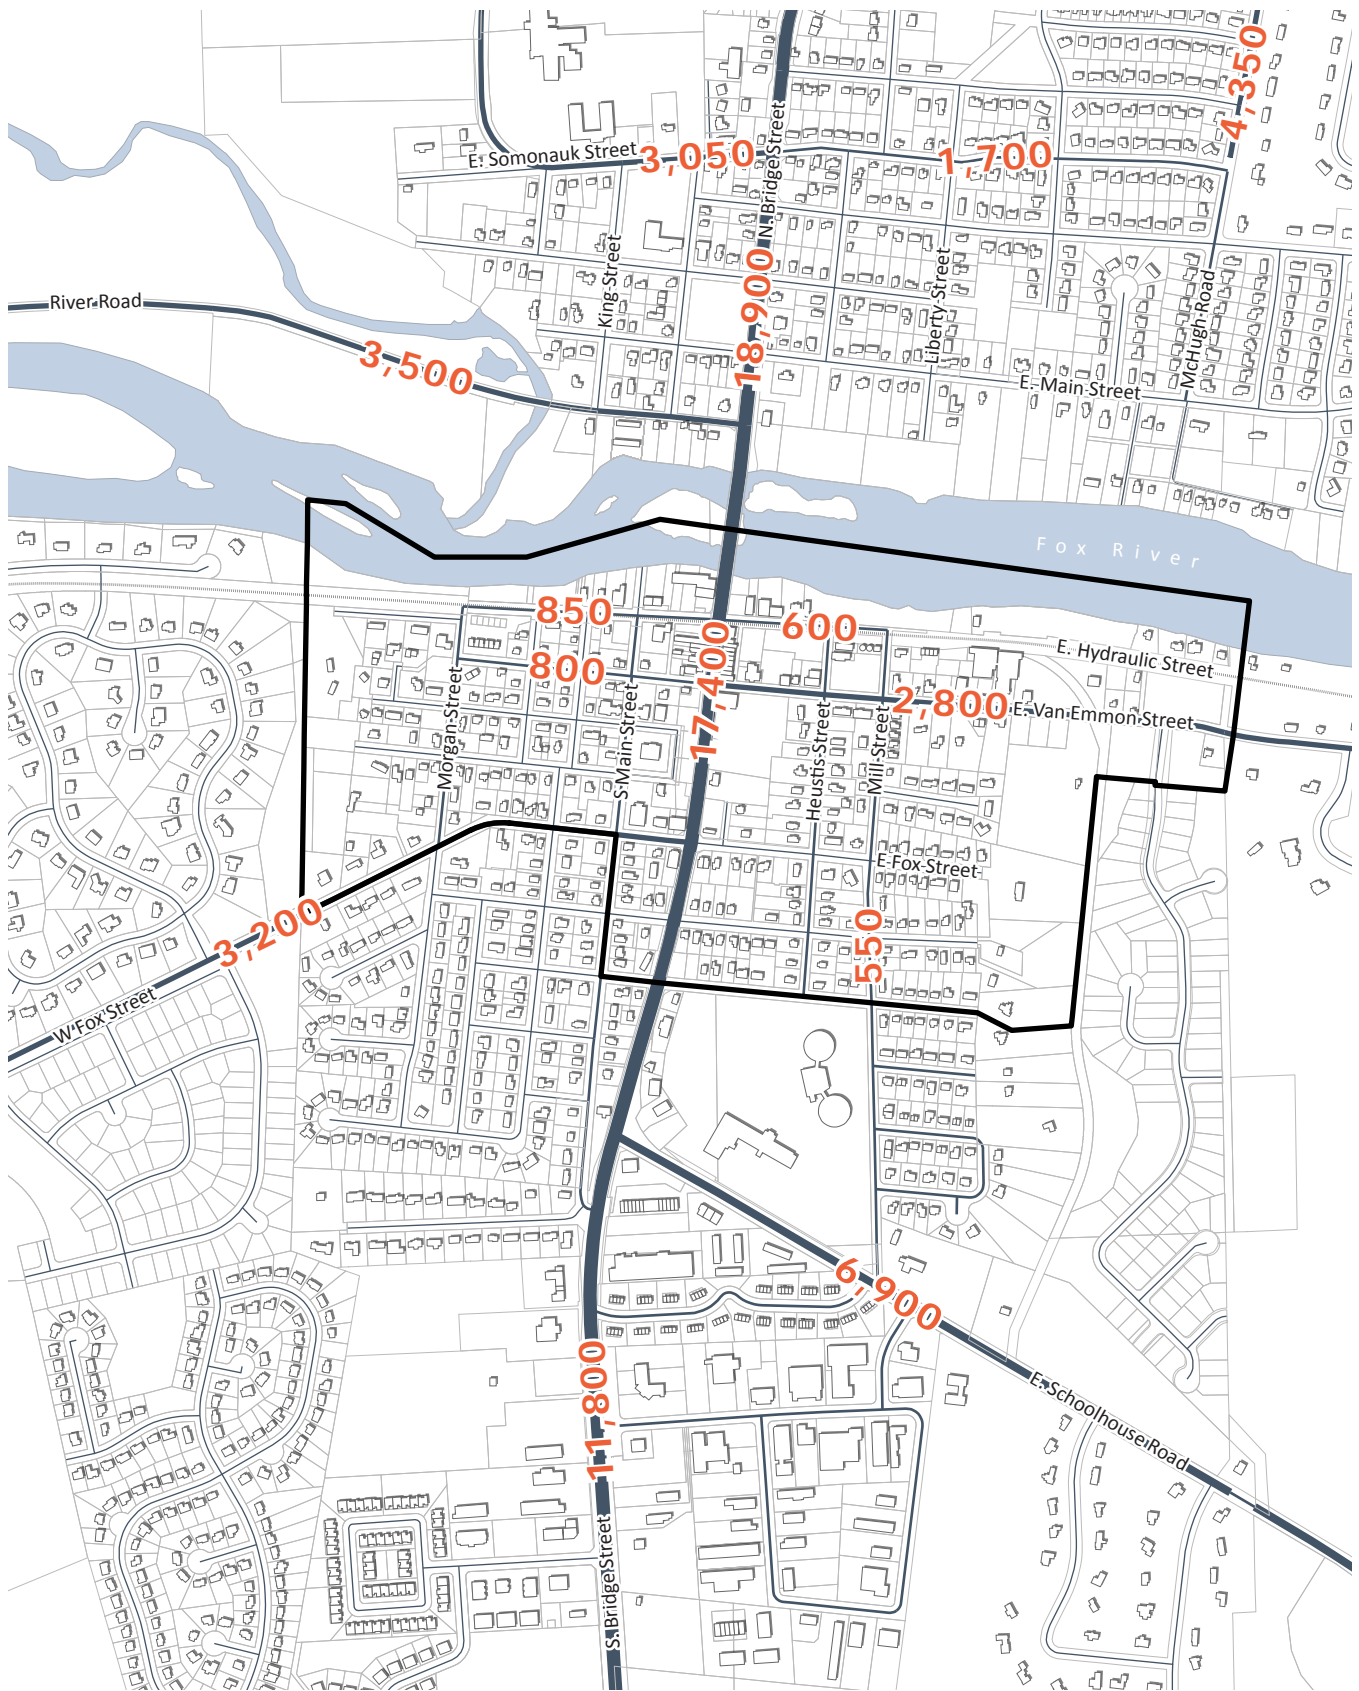 4,350
E. Somonauk Street
3,050
N. Bridge Street
1,700
King Street
18,900
Liberty Street
McHugh Road
River Road
3,500
E. Main Street
Fox River
850
600
E. Hydraulic Street
800
17,400
2,800
E. Van Emmon Street
Morgan Street
S Main Street
Heustis Street
Mill Street
E Fox Street
3,200
550
W Fox Street
6,900
11,800
E. Schoolhouse Road
S. Bridge Street